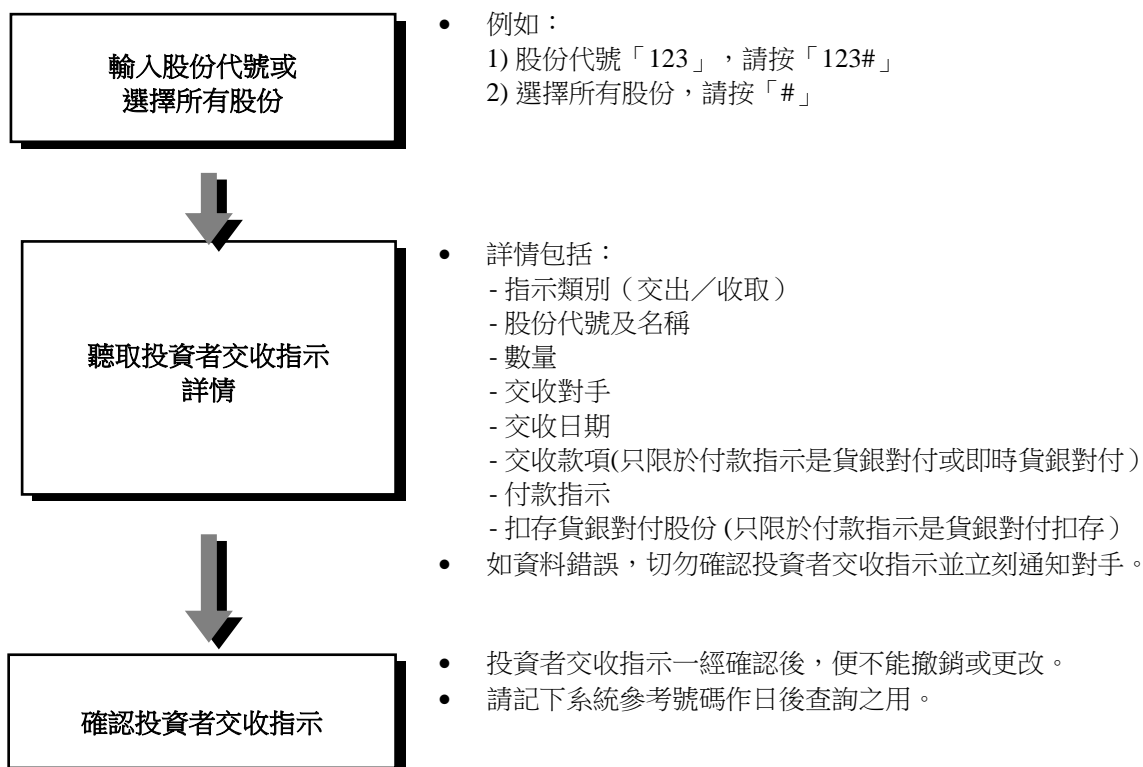 輸入股份代號或
選擇所有股份
• 例如：
1) 股份代號「123」，請按「123#」
2) 選擇所有股份，請按「#」
聽取投資者交收指示
詳情
• 詳情包括：
- 指示類別（交出／收取）
- 股份代號及名稱
- 數量
- 交收對手
- 交收日期
- 交收款項(只限於付款指示是貨銀對付或即時貨銀對付）
- 付款指示
- 扣存貨銀對付股份 (只限於付款指示是貨銀對付扣存）
• 如資料錯誤，切勿確認投資者交收指示並立刻通知對手。
確認投資者交收指示
• 投資者交收指示一經確認後，便不能撤銷或更改。
• 請記下系統參考號碼作日後查詢之用。